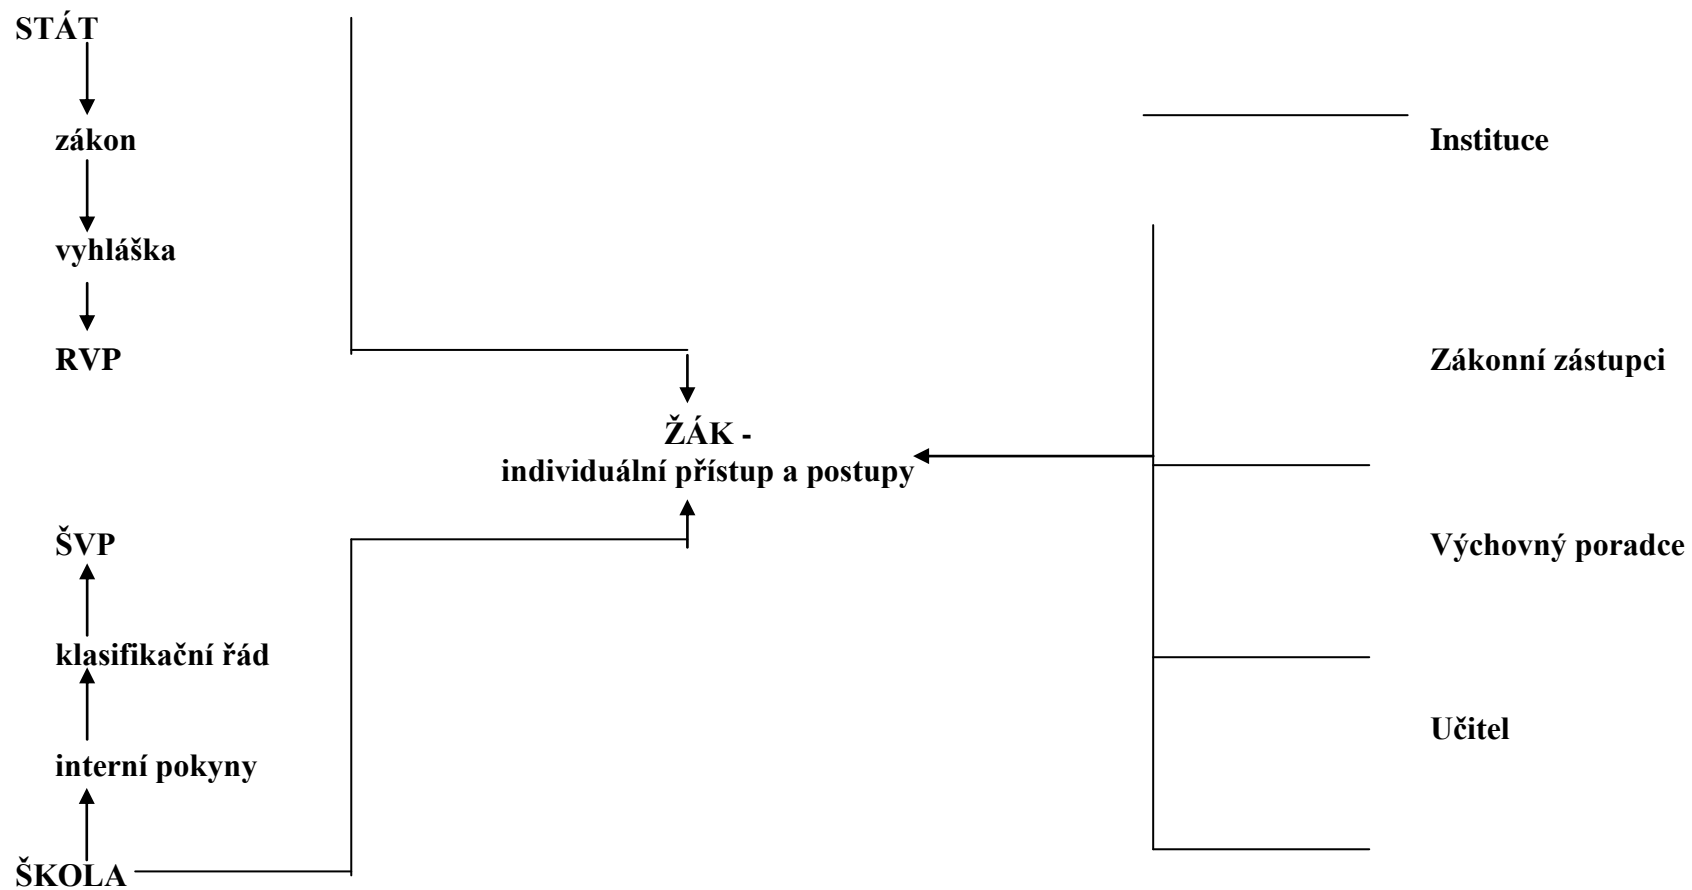 STÁT
zákon
Instituce
vyhláška
RVP
Zákonní zástupci
ŽÁK -
individuální přístup a postupy
ŠVP
Výchovný poradce
klasifikační řád
Učitel
interní pokyny
ŠKOLA